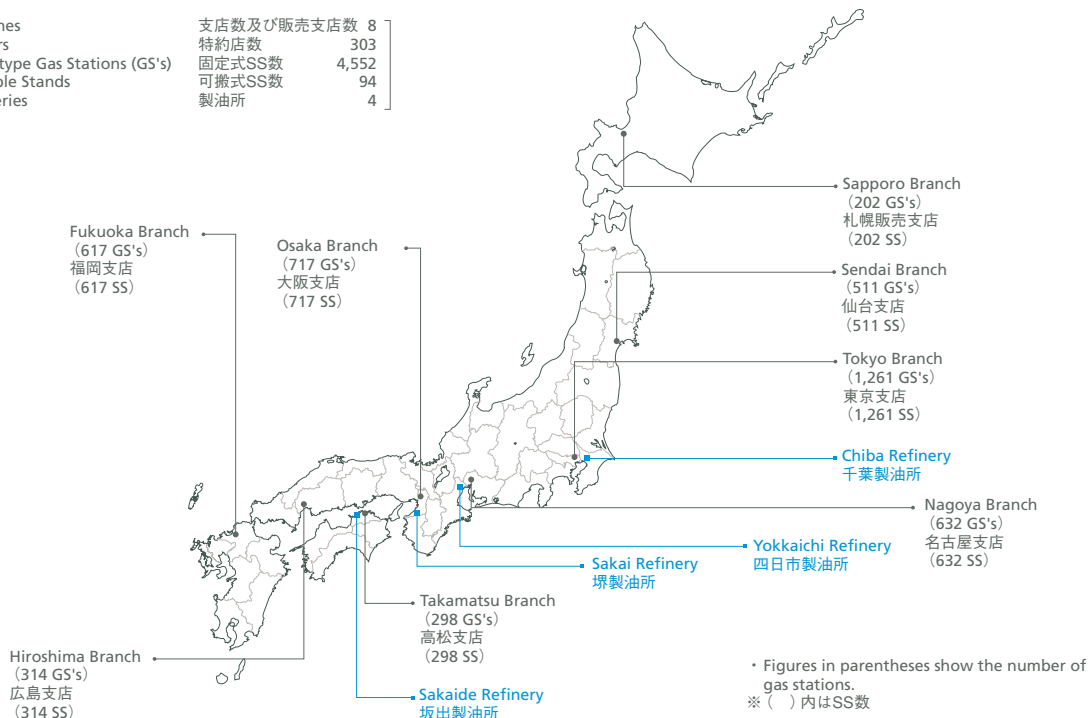 支店数及び販売支店数 8
特約店数 303
type Gas Stations (GS's) 固定式SS数 4,552
Stands 可搬式SS数 94
製油所 4
Sapporo Branch
(202 GS's)
札幌販売支店
(202 SS)
Fukuoka Branch
(617 GS's)
福岡支店
(617 SS)
Osaka Branch
(717 GS's)
大阪支店
(717 SS)
Sendai Branch
(511 GS's)
仙台支店
(511 SS)
Tokyo Branch
(1,261 GS's)
東京支店
(1,261 SS)
Chiba Refinery
千葉製油所
Nagoya Branch
(632 GS's)
名古屋支店
(632 SS)
Yokkaichi Refinery
四日市製油所
Sakai Refinery
堺製油所
Takamatsu Branch
(298 GS's)
高松支店
(298 SS)
Hiroshima Branch
(314 GS's)
広島支店
(314 SS)
Sakaide Refinery
坂出製油所
・Figures in parentheses show the number of
gas stations.
※（　）内はSS数